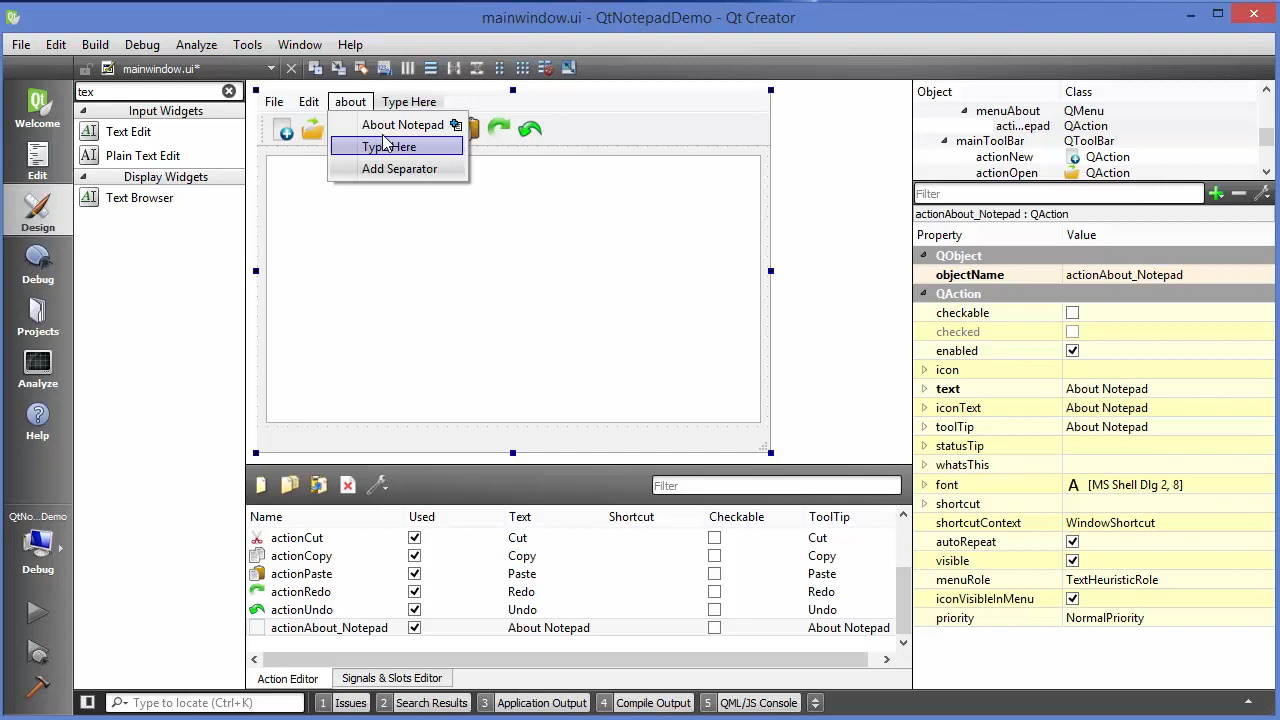 mainwindow.ui - QtNotepadDemo - Qt Creator
File Edit Build Debug Analyze Tools Window Help
mainwindow.ui*
Welcome
Edit
Design
Debug
Projects
Analyze
Help
QtNo...Demo
Debug
tex
Input Widgets
Text Edit
Plain Text Edit
Display Widgets
Text Browser
File Edit about Type Here
About Notepad
Type Here
Add Separator
Filter
Name Used Text Shortcut Checkable ToolTip
actionCut Cut Cut
actionCopy Copy Copy
actionPaste Paste Paste
actionRedo Redo Redo
actionUndo Undo Undo
actionAbout_Notepad About Notepad About Notepad
Action Editor Signals & Slots Editor
Object Class
menuAbout QMenu
acti...epad QAction
mainToolBar QToolBar
actionNew QAction
actionOpen QAction
Filter
actionAbout_Notepad : QAction
Property Value
QObject
objectName actionAbout_Notepad
QAction
checkable
checked
enabled
icon
text About Notepad
iconText About Notepad
toolTip About Notepad
statusTip
whatsThis
font A [MS Shell Dlg 2, 8]
shortcut
shortcutContext WindowShortcut
autoRepeat
visible
menuRole TextHeuristicRole
iconVisibleInMenu
priority NormalPriority
Type to locate (Ctrl+K) 1 Issues 2 Search Results 3 Application Output 4 Compile Output 5 QML/JS Console